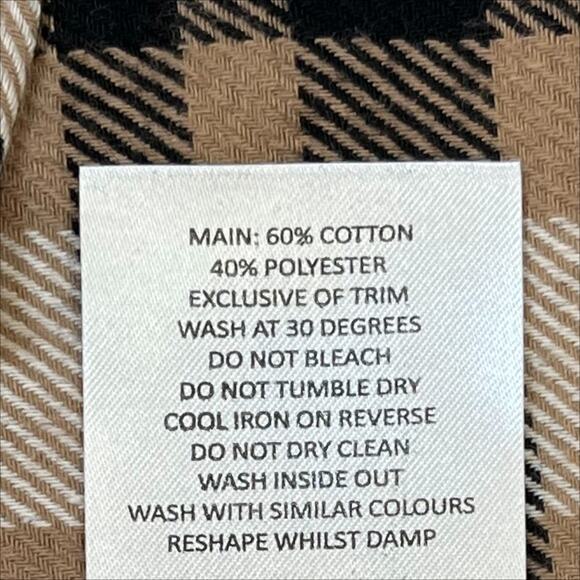 MAIN: 60% COTTON
40% POLYESTER
EXCLUSIVE OF TRIM
WASH AT 30 DEGREES
DO NOT BLEACH
DO NOT TUMBLE DRY
COOL IRON ON REVERSE
DO NOT DRY CLEAN
WASH INSIDE OUT
WASH WITH SIMILAR COLOURS
RESHAPE WHILST DAMP